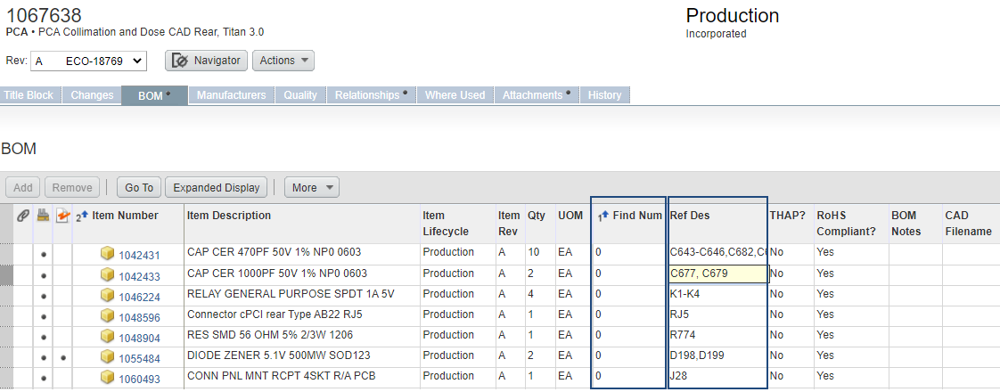 1067638
PCA • PCA Collimation and Dose CAD Rear, Titan 3.0
Production
Incorporated
Rev: A ECO-18769 Navigator Actions
Title Block Changes BOM • Manufacturers Quality Relationships • Where Used Attachments • History
BOM
Add Remove Go To Expanded Display More
2 Item Number Item Description Item Lifecycle Item Rev Qty UOM 1 Find Num Ref Des THAP? RoHS Compliant? BOM Notes CAD Filename
1042431 CAP CER 470PF 50V 1% NP0 0603 Production A 10 EA 0 C643-C646,C682,C No Yes
1042433 CAP CER 1000PF 50V 1% NP0 0603 Production A 2 EA 0 C677, C679 No Yes
1046224 RELAY GENERAL PURPOSE SPDT 1A 5V Production A 4 EA 0 K1-K4 No Yes
1048596 Connector cPCI rear Type AB22 RJ5 Production A 1 EA 0 RJ5 No Yes
1048904 RES SMD 56 OHM 5% 2/3W 1206 Production A 1 EA 0 R774 No Yes
1055484 DIODE ZENER 5.1V 500MW SOD123 Production A 2 EA 0 D198,D199 No Yes
1060493 CONN PNL MNT RCPT 4SKT R/A PCB Production A 1 EA 0 J28 No Yes